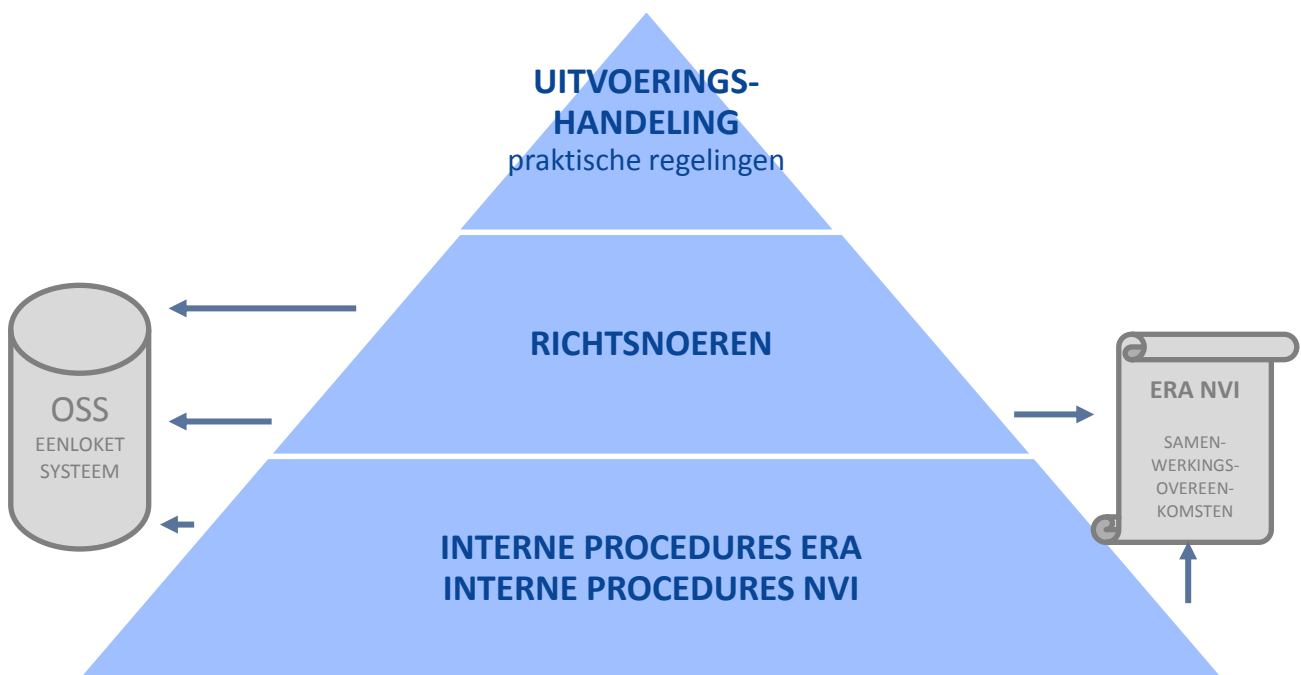 UITVOERINGS-
HANDELING
praktische regelingen
RICHTSNOEREN
OSS
EENLOKET
SYSTEEM
ERA NVI
SAMEN-
WERKINGS-
OVEREEN-
KOMSTEN
INTERNE PROCEDURES ERA
INTERNE PROCEDURES NVI